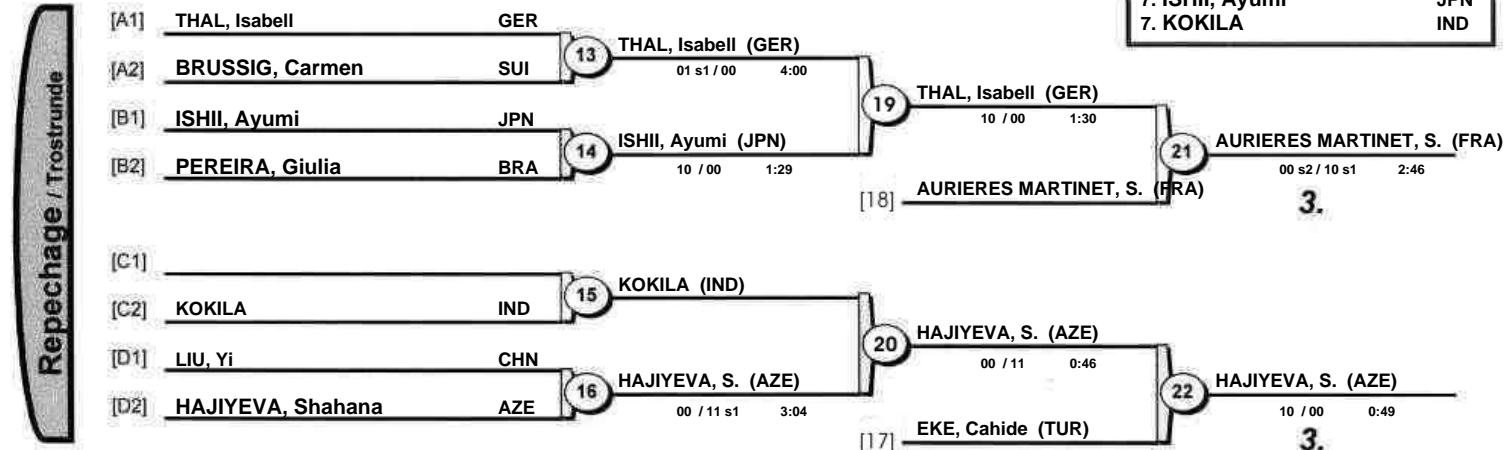 7. ISHII, Ayumi JPN
7. KOKILA IND
Repechage / Trostrunde
[A1] THAL, Isabell GER
[A2] BRUSSIG, Carmen SUI
13
THAL, Isabell (GER)
01 s1 / 00 4:00
[B1] ISHII, Ayumi JPN
[B2] PEREIRA, Giulia BRA
14
ISHII, Ayumi (JPN)
10 / 00 1:29
19
THAL, Isabell (GER)
10 / 00 1:30
[18] AURIERES MARTINET, S. (FRA)
21
AURIERES MARTINET, S. (FRA)
00 s2 / 10 s1 2:46
3.
[C1]
[C2] KOKILA IND
15
KOKILA (IND)
[D1] LIU, Yi CHN
[D2] HAJIYEVA, Shahana AZE
16
HAJIYEVA, S. (AZE)
00 / 11 s1 3:04
20
HAJIYEVA, S. (AZE)
00 / 11 0:46
[17] EKE, Cahide (TUR)
22
HAJIYEVA, S. (AZE)
10 / 00 0:49
3.